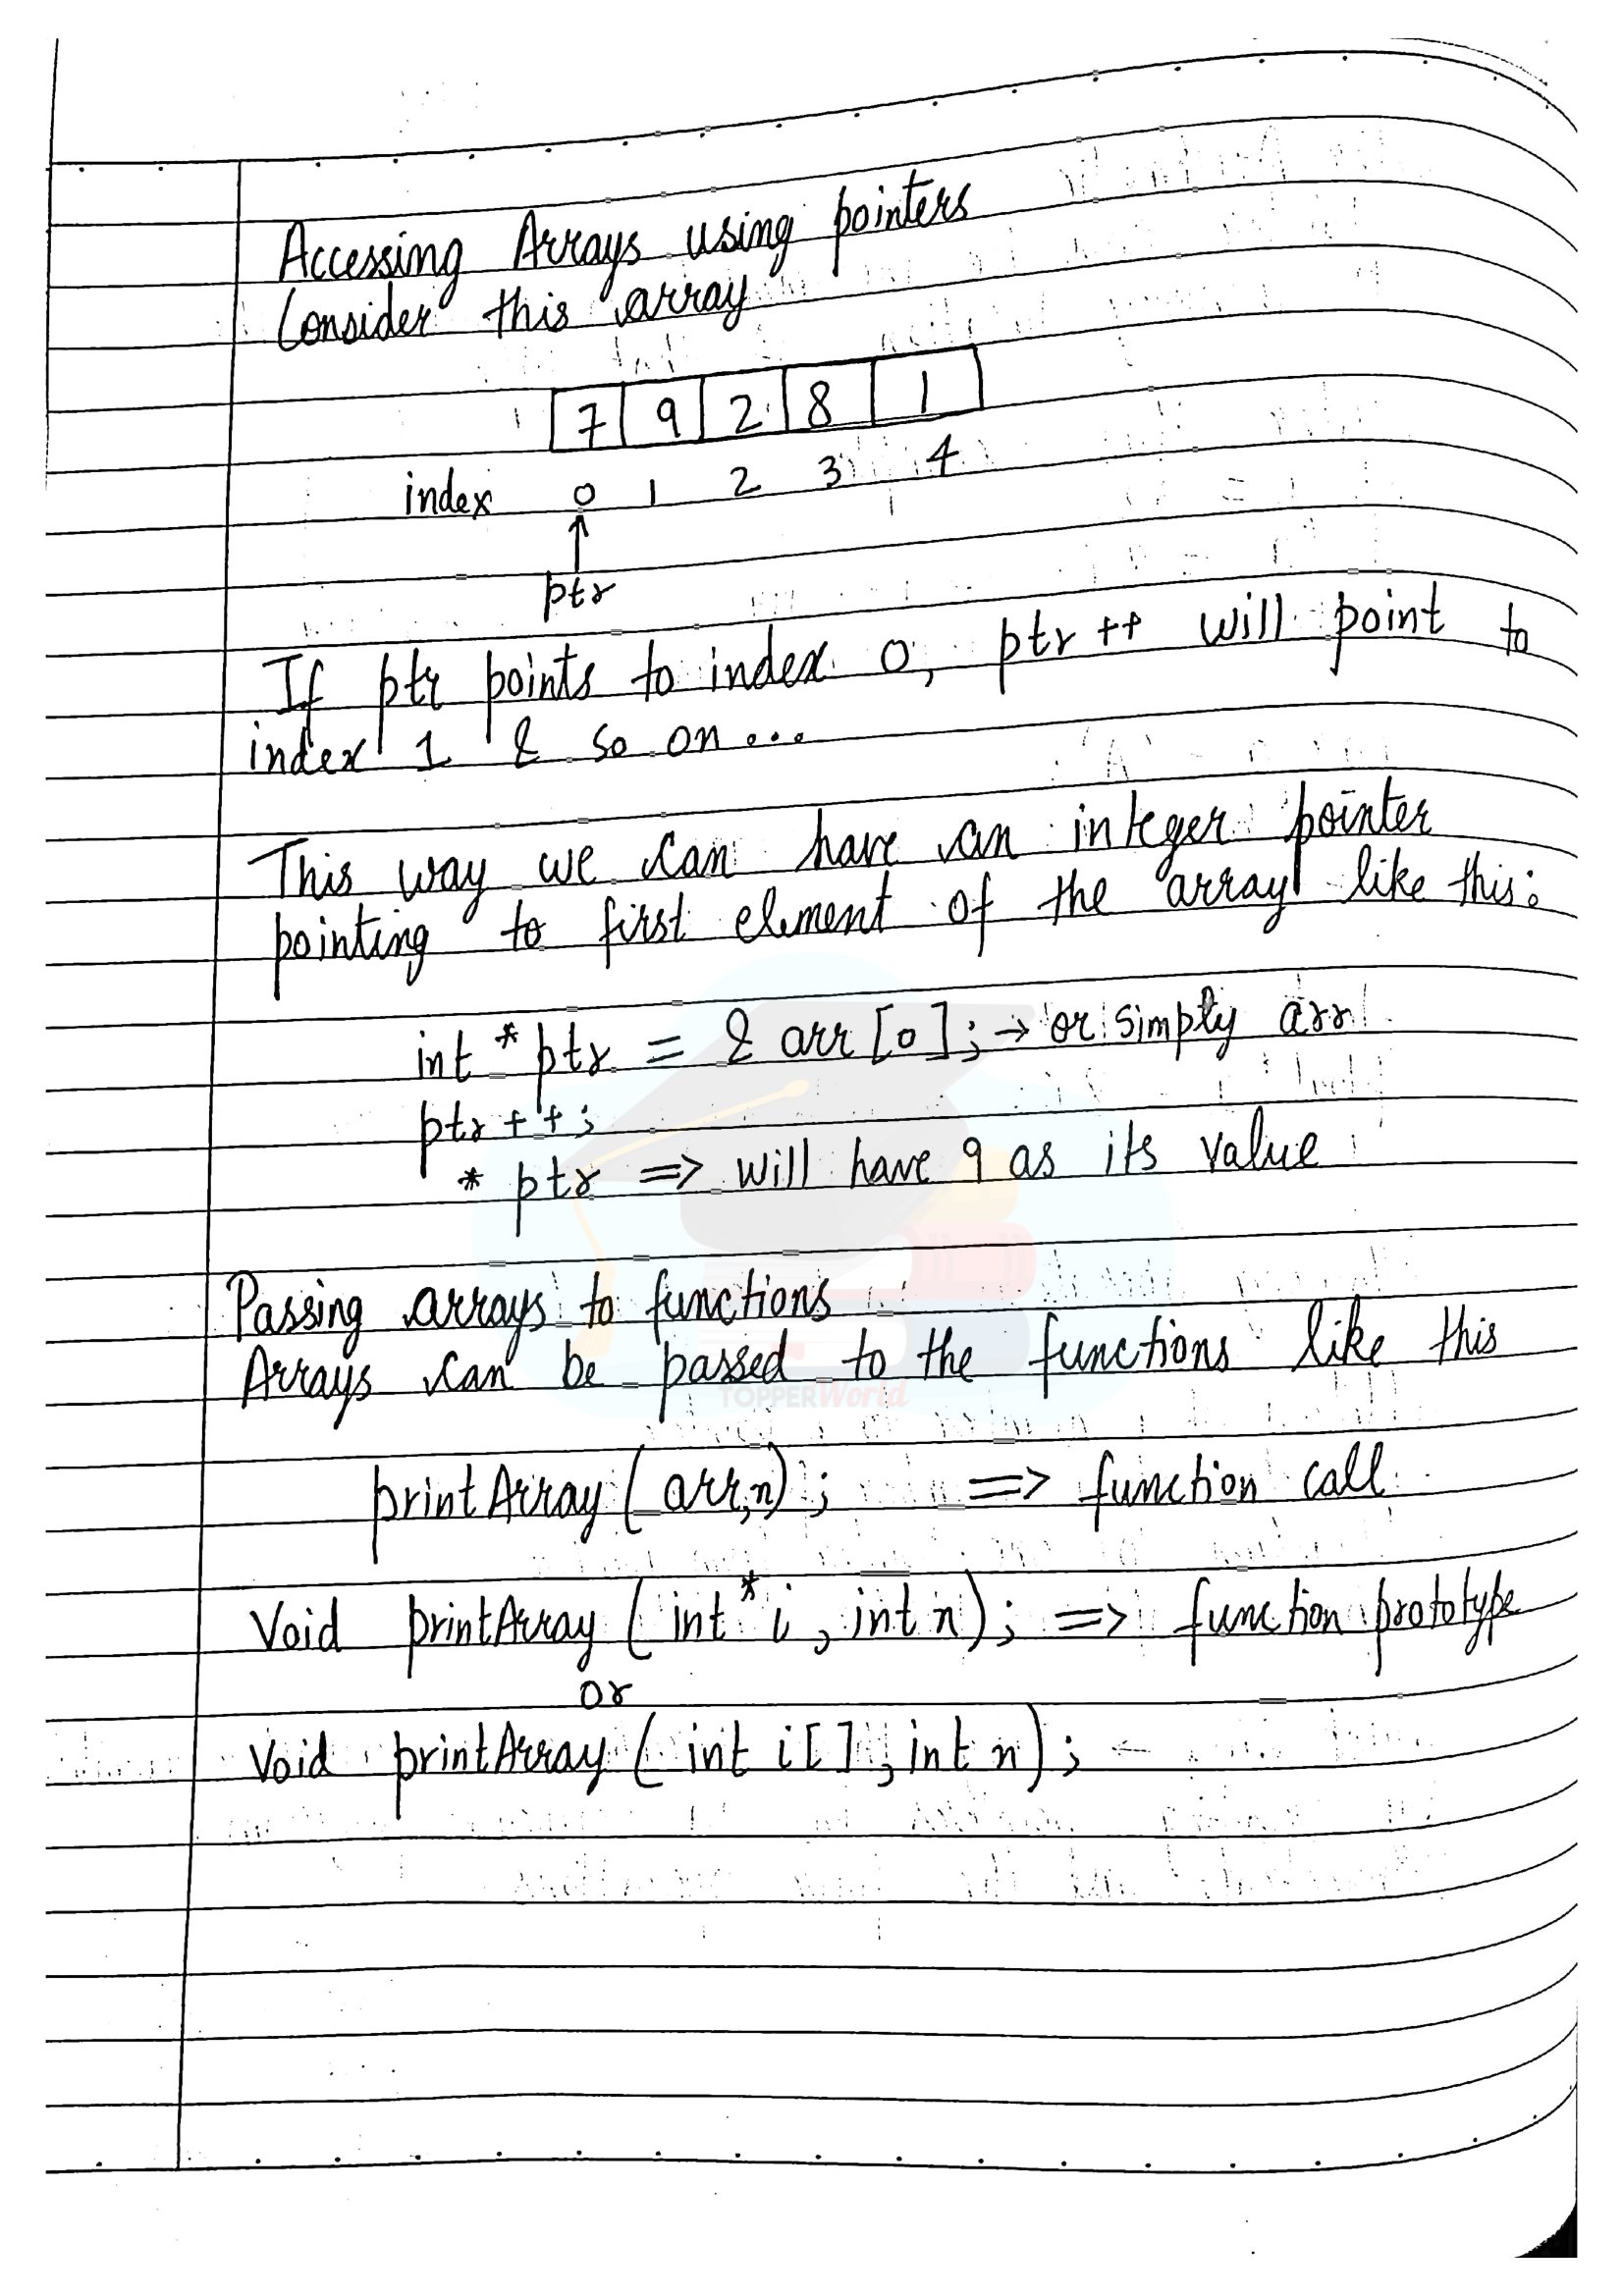 Accessing Arrays using pointers
Consider this array
7 9 2 8 1
index 0 1 2 3 4
ptr
If ptr points to index 0, ptr++ will point to
index 1 & so on...
This way we can have an integer pointer
pointing to first element of the array like this:
int *ptr = & arr[0]; → or simply arr
ptr++;
* ptr => will have 9 as its value
Passing arrays to functions
Arrays can be passed to the functions like this
TOPPERWorld
printArray(arr,n); => function call
Void printArray(int *i, int n); => function prototype
or
Void printArray(int i[], int n);